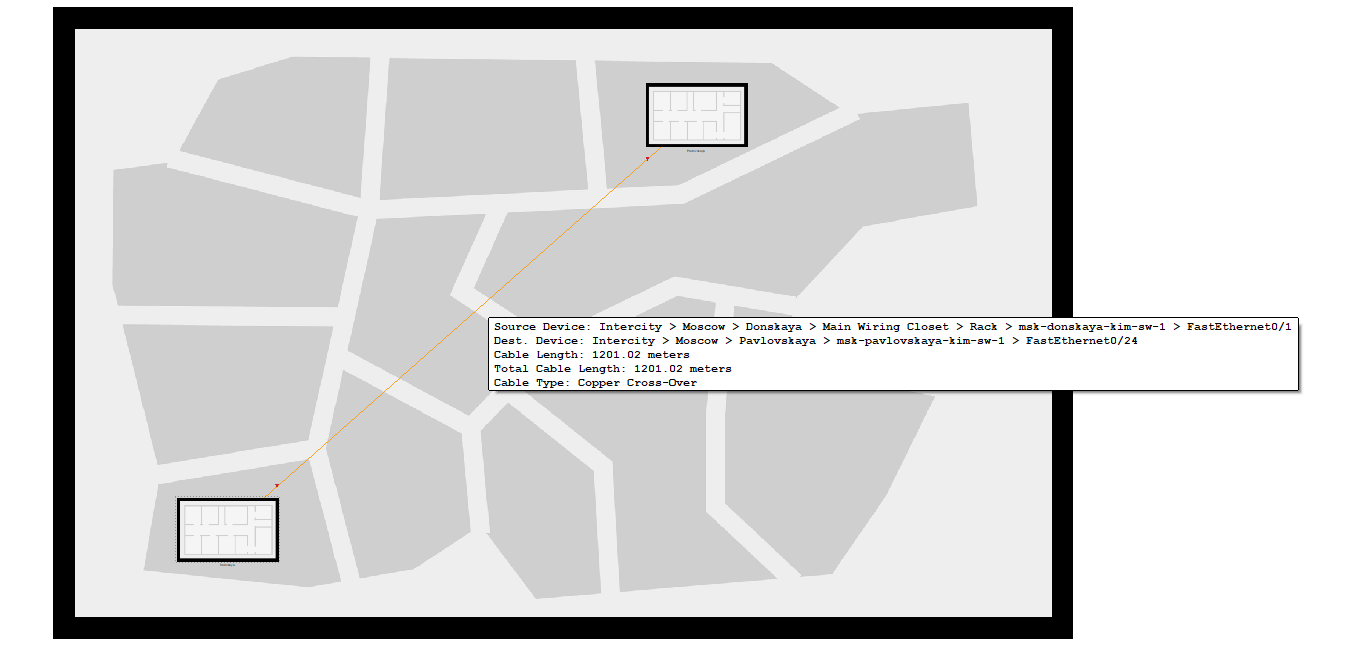 Pavlovskaya
Source Device: Intercity > Moscow > Donskaya > Main Wiring Closet > Rack > msk-donskaya-kim-sw-1 > FastEthernet0/1
Dest. Device: Intercity > Moscow > Pavlovskaya > msk-pavlovskaya-kim-sw-1 > FastEthernet0/24
Cable Length: 1201.02 meters
Total Cable Length: 1201.02 meters
Cable Type: Copper Cross-Over
Donskaya